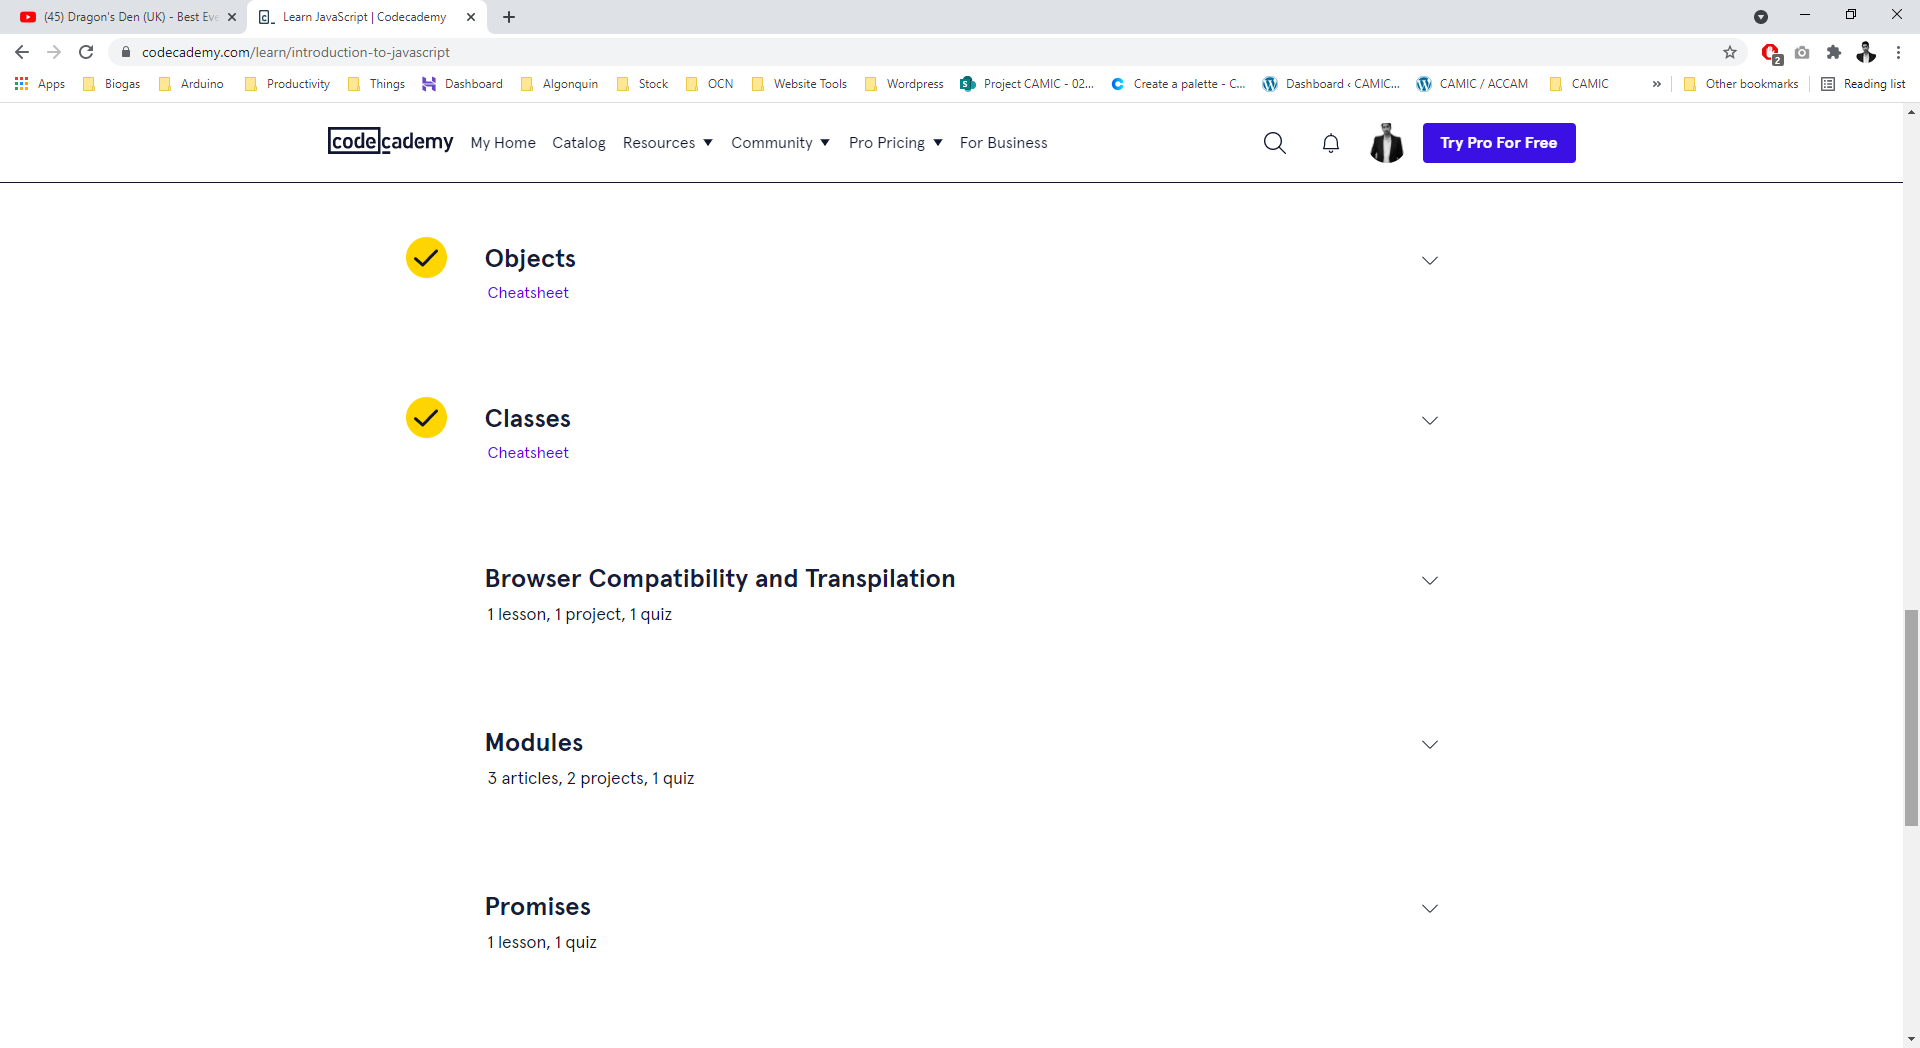 (45) Dragon's Den (UK) - Best Eve
Learn JavaScript | Codecademy
codecademy.com/learn/introduction-to-javascript
2
Apps Biogas Arduino Productivity Things Dashboard Algonquin Stock OCN Website Tools Wordpress Project CAMIC - 02... Create a palette - C... Dashboard ‹ CAMIC... CAMIC / ACCAM CAMIC » Other bookmarks Reading list
codecademy My Home Catalog Resources Community Pro Pricing For Business Try Pro For Free
Objects
Cheatsheet
Classes
Cheatsheet
Browser Compatibility and Transpilation
1 lesson, 1 project, 1 quiz
Modules
3 articles, 2 projects, 1 quiz
Promises
1 lesson, 1 quiz